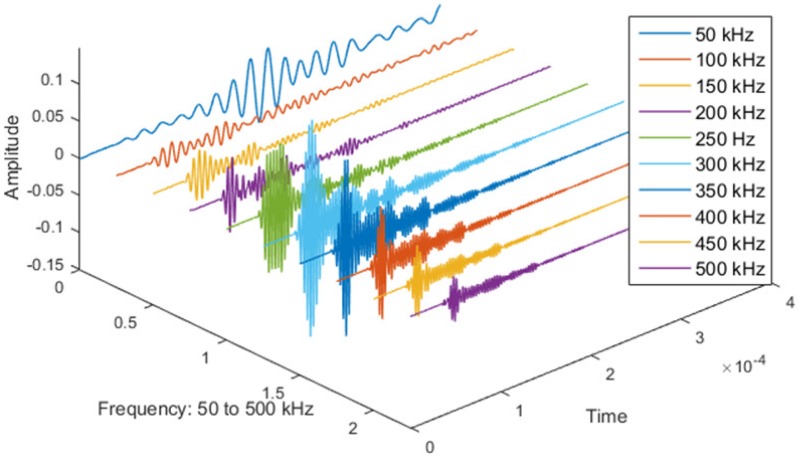 50 kHz
100 kHz
150 kHz
200 kHz
250 Hz
300 kHz
350 kHz
400 kHz
450 kHz
500 kHz
Amplitude
0.1
0.05
0
-0.05
-0.1
-0.15
0
0.5
1
1.5
2
Frequency: 50 to 500 kHz
0
1
2
3
4
×10⁻⁴
Time